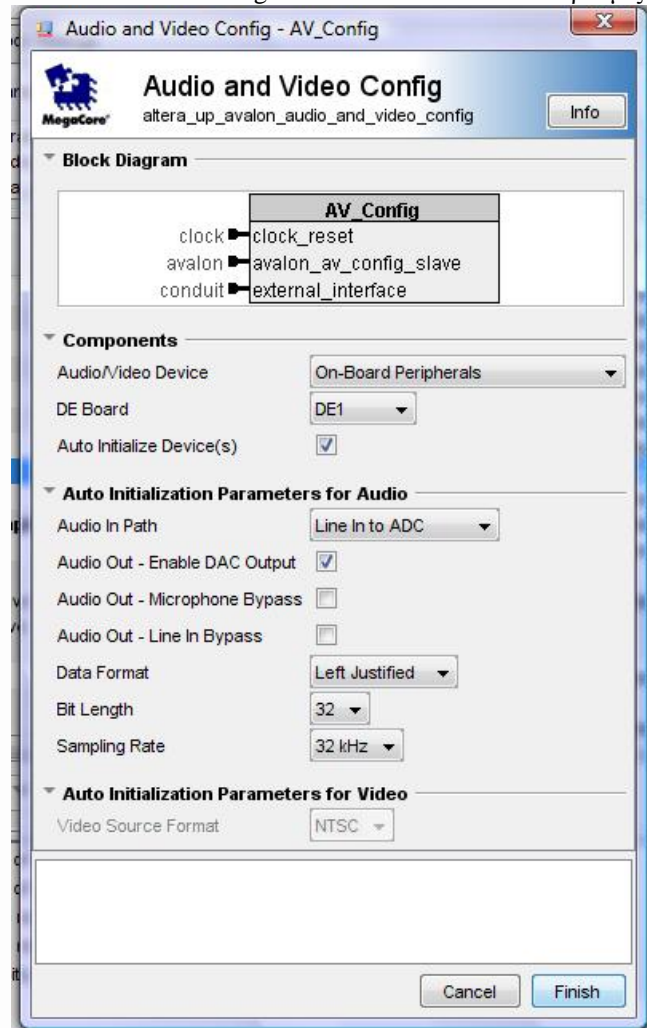 Audio and Video Config - AV_Config
Audio and Video Config
MegaCore®
altera_up_avalon_audio_and_video_config
Info
Block Diagram
AV_Config
clock clock_reset
avalon avalon_av_config_slave
conduit external_interface
Components
Audio/Video Device On-Board Peripherals
DE Board DE1
Auto Initialize Device(s)
Auto Initialization Parameters for Audio
Audio In Path Line In to ADC
Audio Out - Enable DAC Output
Audio Out - Microphone Bypass
Audio Out - Line In Bypass
Data Format Left Justified
Bit Length 32
Sampling Rate 32 kHz
Auto Initialization Parameters for Video
Video Source Format NTSC
Cancel Finish